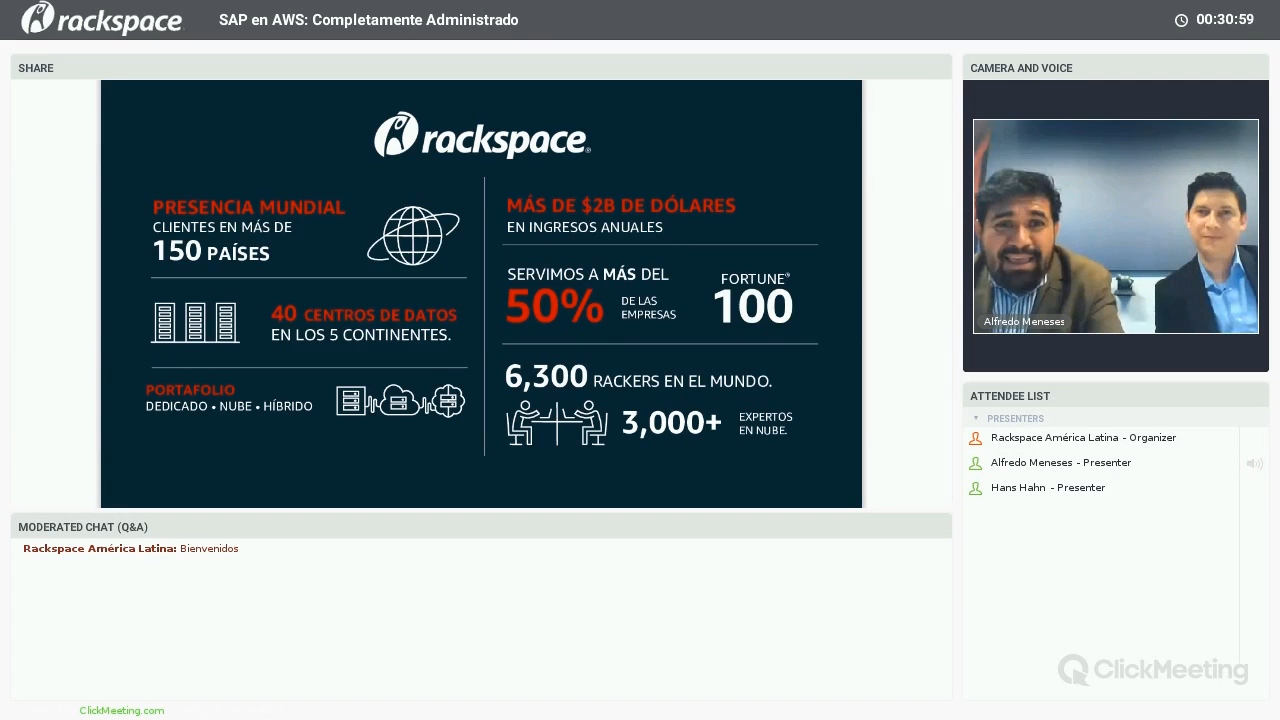 rackspace
SAP en AWS: Completamente Administrado
00:30:59
SHARE
rackspace®
PRESENCIA MUNDIAL
CLIENTES EN MÁS DE
150 PAÍSES
40 CENTROS DE DATOS
EN LOS 5 CONTINENTES.
PORTAFOLIO
DEDICADO • NUBE • HÍBRIDO
MÁS DE $2B DE DÓLARES
EN INGRESOS ANUALES
SERVIMOS A MÁS DEL
50% DE LAS
EMPRESAS
FORTUNE®
100
6,300 RACKERS EN EL MUNDO.
3,000+ EXPERTOS
EN NUBE.
MODERATED CHAT (Q&A)
Rackspace América Latina: Bienvenidos
CAMERA AND VOICE
Alfredo Meneses
ATTENDEE LIST
PRESENTERS
Rackspace América Latina - Organizer
Alfredo Meneses - Presenter
Hans Hahn - Presenter
ClickMeeting
ClickMeeting.com